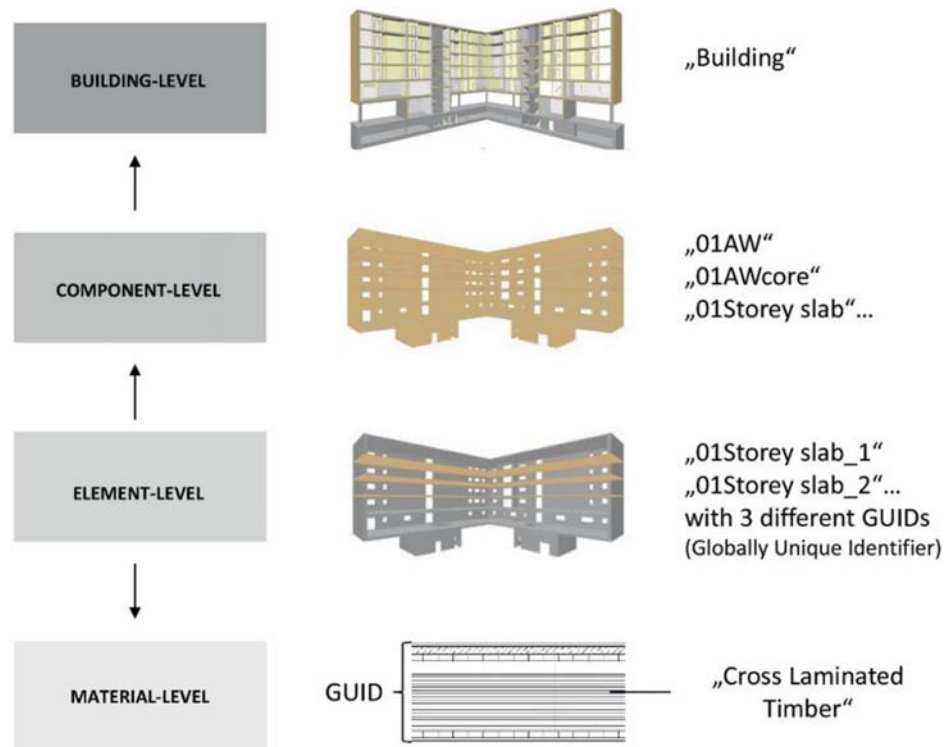 BUILDING-LEVEL
„Building“
COMPONENT-LEVEL
„01AW“
„01AWcore“
„01Storey slab“...
ELEMENT-LEVEL
„01Storey slab_1“
„01Storey slab_2“...
with 3 different GUIDs
(Globally Unique Identifier)
MATERIAL-LEVEL
GUID
„Cross Laminated
Timber“